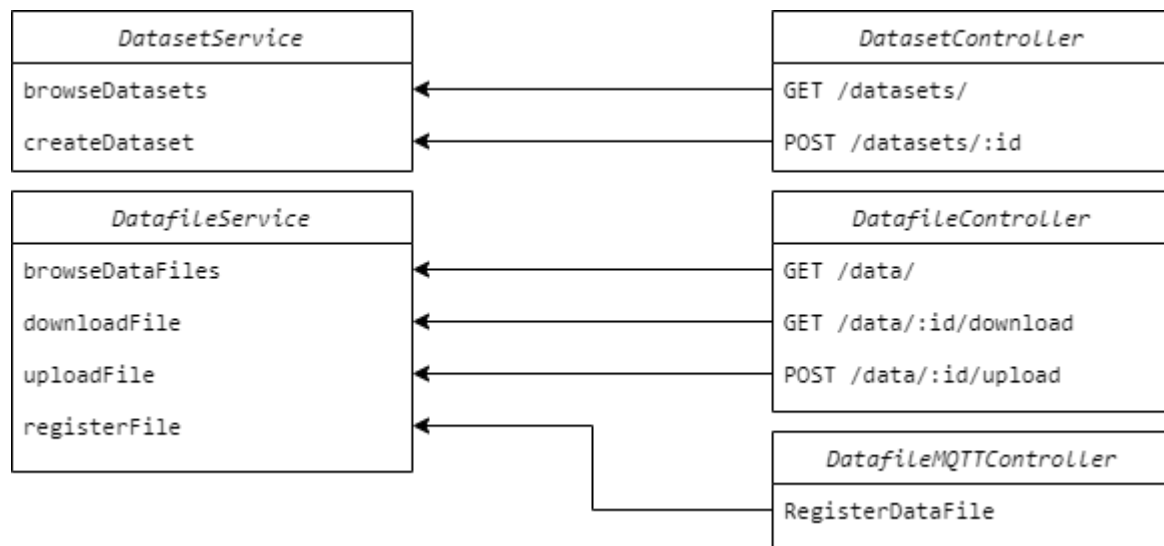 DatasetService
browseDatasets
createDataset
DatasetController
GET /datasets/
POST /datasets/:id
DatafileService
browseDataFiles
downloadFile
uploadFile
registerFile
DatafileController
GET /data/
GET /data/:id/download
POST /data/:id/upload
DatafileMQTTController
RegisterDataFile